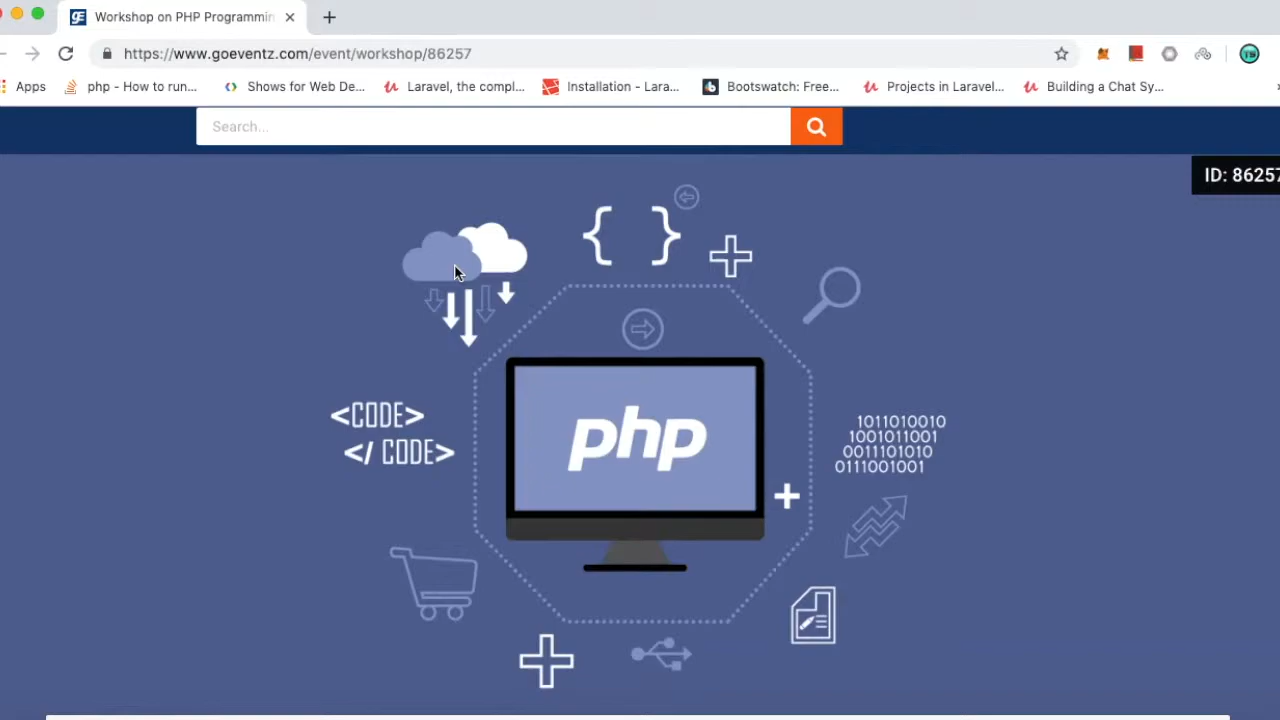 Workshop on PHP Programmin
https://www.goeventz.com/event/workshop/86257
Apps
php - How to run...
Shows for Web De...
Laravel, the compl...
Installation - Lara...
Bootswatch: Free...
Projects in Laravel...
Building a Chat Sy...
Search...
ID: 86257
{ }
<CODE>
</ CODE>
php
1011010010
1001011001
0011101010
0111001001